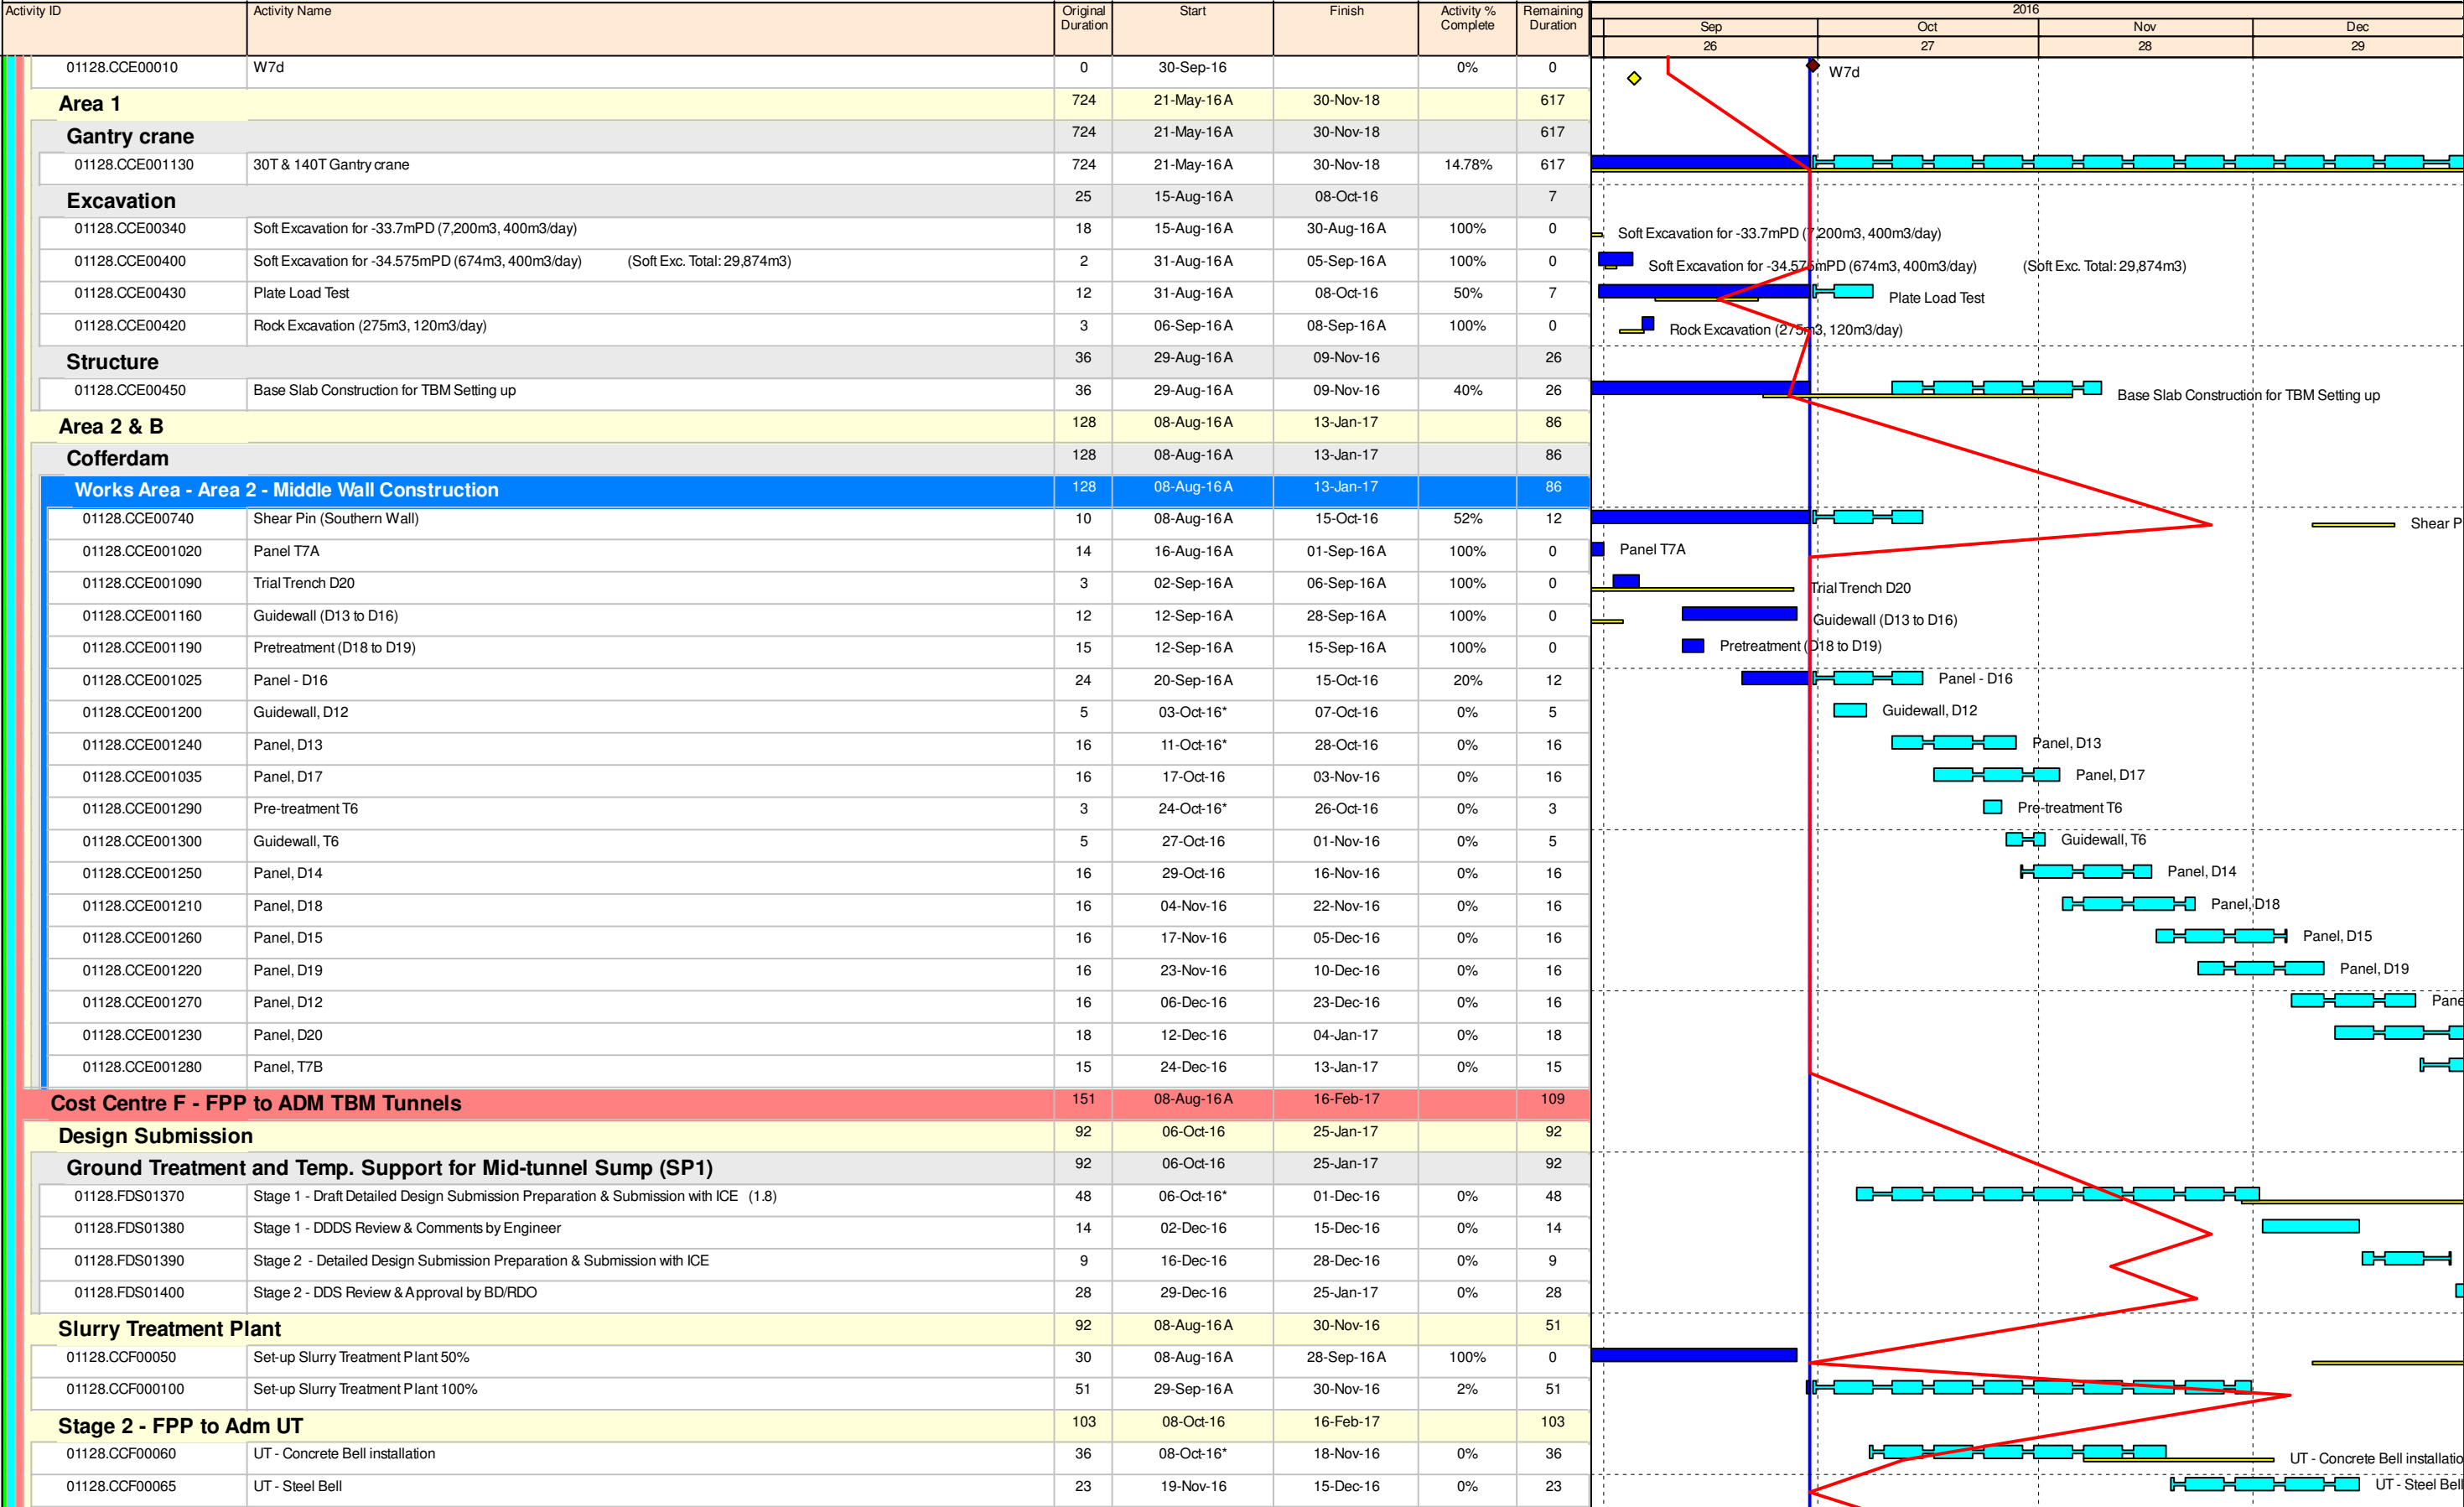 Activity ID Activity Name Original Duration Start Finish Activity % Complete Remaining Duration 2016
Sep Oct Nov Dec
26 27 28 29
01128.CCE00010 W7d 0 30-Sep-16 0% 0 W7d
Area 1 724 21-May-16 A 30-Nov-18 617
Gantry crane 724 21-May-16 A 30-Nov-18 617
01128.CCE001130 30T & 140T Gantry crane 724 21-May-16 A 30-Nov-18 14.78% 617
Excavation 25 15-Aug-16 A 08-Oct-16 7
01128.CCE00340 Soft Excavation for -33.7mPD (7,200m3, 400m3/day) 18 15-Aug-16 A 30-Aug-16 A 100% 0 Soft Excavation for -33.7mPD (7,200m3, 400m3/day)
01128.CCE00400 Soft Excavation for -34.575mPD (674m3, 400m3/day) (Soft Exc. Total: 29,874m3) 2 31-Aug-16 A 05-Sep-16 A 100% 0 Soft Excavation for -34.575mPD (674m3, 400m3/day) (Soft Exc. Total: 29,874m3)
01128.CCE00430 Plate Load Test 12 31-Aug-16 A 08-Oct-16 50% 7 Plate Load Test
01128.CCE00420 Rock Excavation (275m3, 120m3/day) 3 06-Sep-16 A 08-Sep-16 A 100% 0 Rock Excavation (275m3, 120m3/day)
Structure 36 29-Aug-16 A 09-Nov-16 26
01128.CCE00450 Base Slab Construction for TBM Setting up 36 29-Aug-16 A 09-Nov-16 40% 26 Base Slab Construction for TBM Setting up
Area 2 & B 128 08-Aug-16 A 13-Jan-17 86
Cofferdam 128 08-Aug-16 A 13-Jan-17 86
Works Area - Area 2 - Middle Wall Construction 128 08-Aug-16 A 13-Jan-17 86
01128.CCE00740 Shear Pin (Southern Wall) 10 08-Aug-16 A 15-Oct-16 52% 12 Shear P
01128.CCE001020 Panel T7A 14 16-Aug-16 A 01-Sep-16 A 100% 0 Panel T7A
01128.CCE001090 Trial Trench D20 3 02-Sep-16 A 06-Sep-16 A 100% 0 Trial Trench D20
01128.CCE001160 Guidewall (D13 to D16) 12 12-Sep-16 A 28-Sep-16 A 100% 0 Guidewall (D13 to D16)
01128.CCE001190 Pretreatment (D18 to D19) 15 12-Sep-16 A 15-Sep-16 A 100% 0 Pretreatment (D18 to D19)
01128.CCE001025 Panel - D16 24 20-Sep-16 A 15-Oct-16 20% 12 Panel - D16
01128.CCE001200 Guidewall, D12 5 03-Oct-16* 07-Oct-16 0% 5 Guidewall, D12
01128.CCE001240 Panel, D13 16 11-Oct-16* 28-Oct-16 0% 16 Panel, D13
01128.CCE001035 Panel, D17 16 17-Oct-16 03-Nov-16 0% 16 Panel, D17
01128.CCE001290 Pre-treatment T6 3 24-Oct-16* 26-Oct-16 0% 3 Pre-treatment T6
01128.CCE001300 Guidewall, T6 5 27-Oct-16 01-Nov-16 0% 5 Guidewall, T6
01128.CCE001250 Panel, D14 16 29-Oct-16 16-Nov-16 0% 16 Panel, D14
01128.CCE001210 Panel, D18 16 04-Nov-16 22-Nov-16 0% 16 Panel, D18
01128.CCE001260 Panel, D15 16 17-Nov-16 05-Dec-16 0% 16 Panel, D15
01128.CCE001220 Panel, D19 16 23-Nov-16 10-Dec-16 0% 16 Panel, D19
01128.CCE001270 Panel, D12 16 06-Dec-16 23-Dec-16 0% 16 Pane
01128.CCE001230 Panel, D20 18 12-Dec-16 04-Jan-17 0% 18
01128.CCE001280 Panel, T7B 15 24-Dec-16 13-Jan-17 0% 15
Cost Centre F - FPP to ADM TBM Tunnels 151 08-Aug-16 A 16-Feb-17 109
Design Submission 92 06-Oct-16 25-Jan-17 92
Ground Treatment and Temp. Support for Mid-tunnel Sump (SP1) 92 06-Oct-16 25-Jan-17 92
01128.FDS01370 Stage 1 - Draft Detailed Design Submission Preparation & Submission with ICE (1.8) 48 06-Oct-16* 01-Dec-16 0% 48
01128.FDS01380 Stage 1 - DDDS Review & Comments by Engineer 14 02-Dec-16 15-Dec-16 0% 14
01128.FDS01390 Stage 2 - Detailed Design Submission Preparation & Submission with ICE 9 16-Dec-16 28-Dec-16 0% 9
01128.FDS01400 Stage 2 - DDS Review & Approval by BD/RDO 28 29-Dec-16 25-Jan-17 0% 28
Slurry Treatment Plant 92 08-Aug-16 A 30-Nov-16 51
01128.CCF00050 Set-up Slurry Treatment Plant 50% 30 08-Aug-16 A 28-Sep-16 A 100% 0
01128.CCF000100 Set-up Slurry Treatment Plant 100% 51 29-Sep-16 A 30-Nov-16 2% 51
Stage 2 - FPP to Adm UT 103 08-Oct-16 16-Feb-17 103
01128.CCF00060 UT - Concrete Bell installation 36 08-Oct-16* 18-Nov-16 0% 36 UT - Concrete Bell installatio
01128.CCF00065 UT - Steel Bell 23 19-Nov-16 15-Dec-16 0% 23 UT - Steel Bell